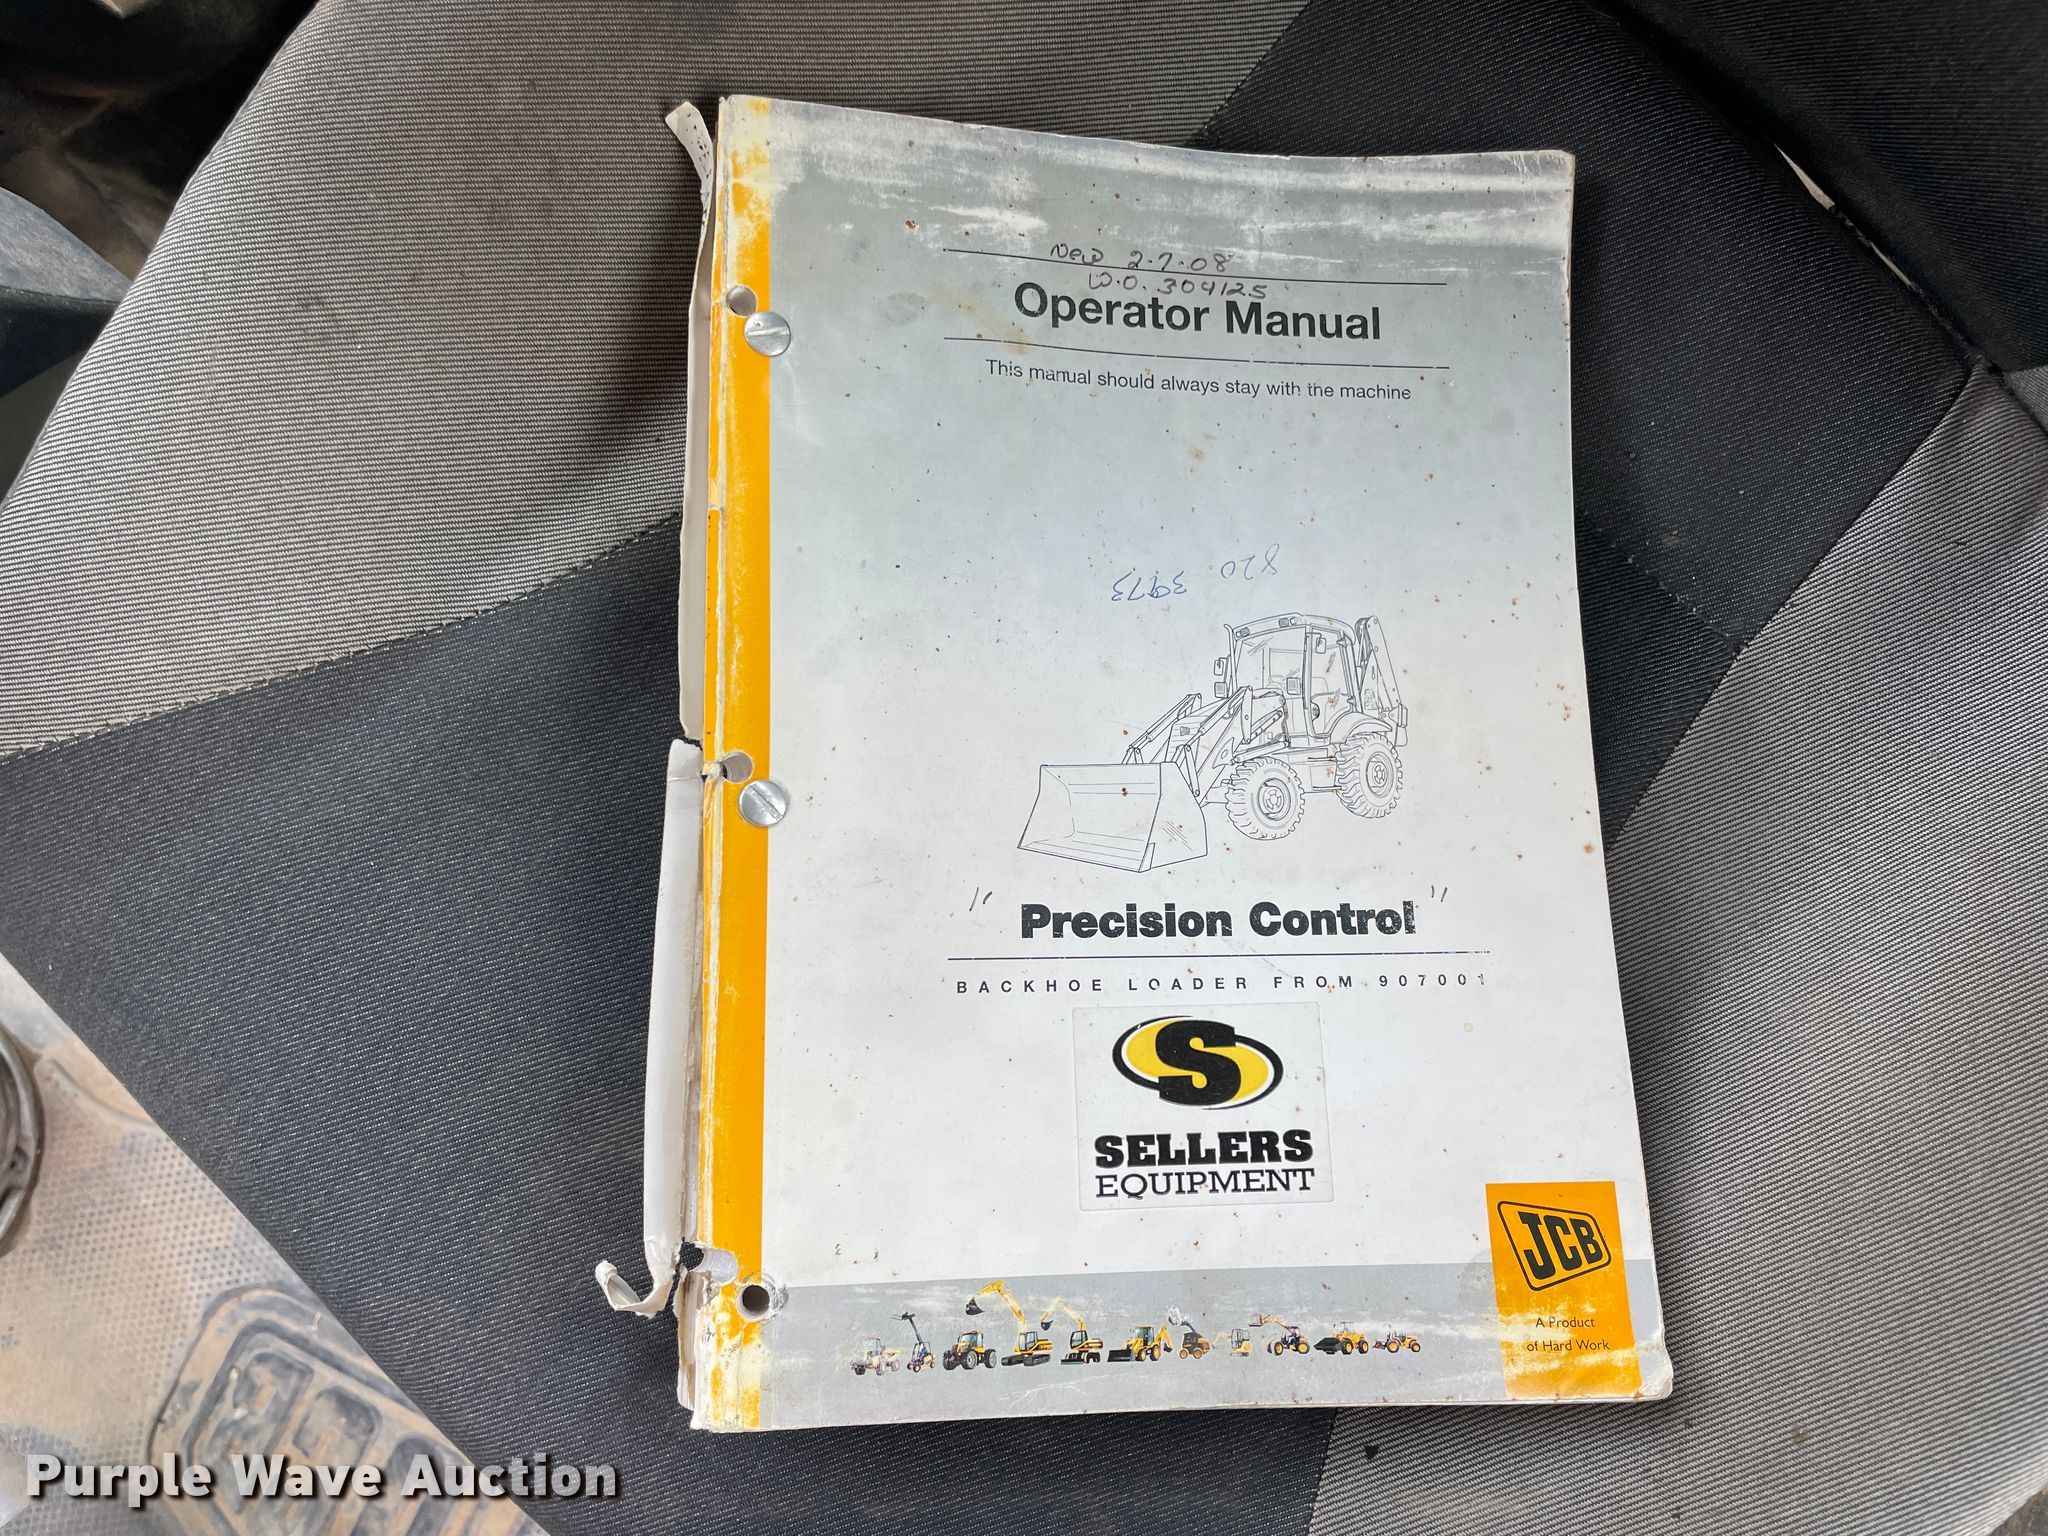 New 2-7-08
W.O. 304125
Operator Manual
This manual should always stay with the machine
820 3973
" Precision Control "
BACKHOE LOADER FROM 907001
S
SELLERS
EQUIPMENT
JCB
A Product
of Hard Work
Purple Wave Auction